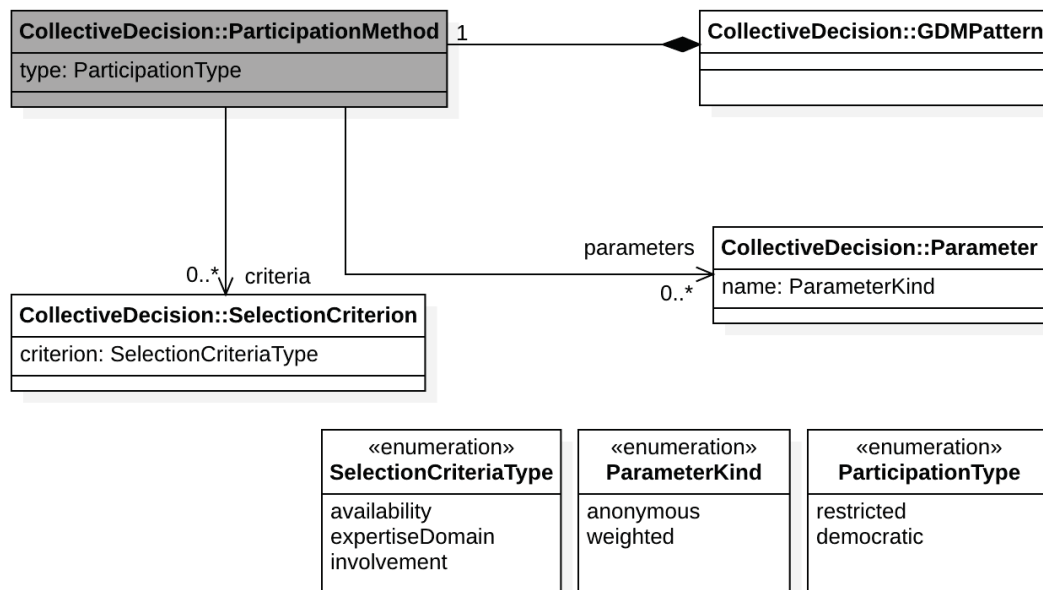 CollectiveDecision::ParticipationMethod
type: ParticipationType
1
CollectiveDecision::GDMPattern
0..*
criteria
parameters
0..*
CollectiveDecision::SelectionCriterion
criterion: SelectionCriteriaType
CollectiveDecision::Parameter
name: ParameterKind
«enumeration»
SelectionCriteriaType
availability
expertiseDomain
involvement
«enumeration»
ParameterKind
anonymous
weighted
«enumeration»
ParticipationType
restricted
democratic